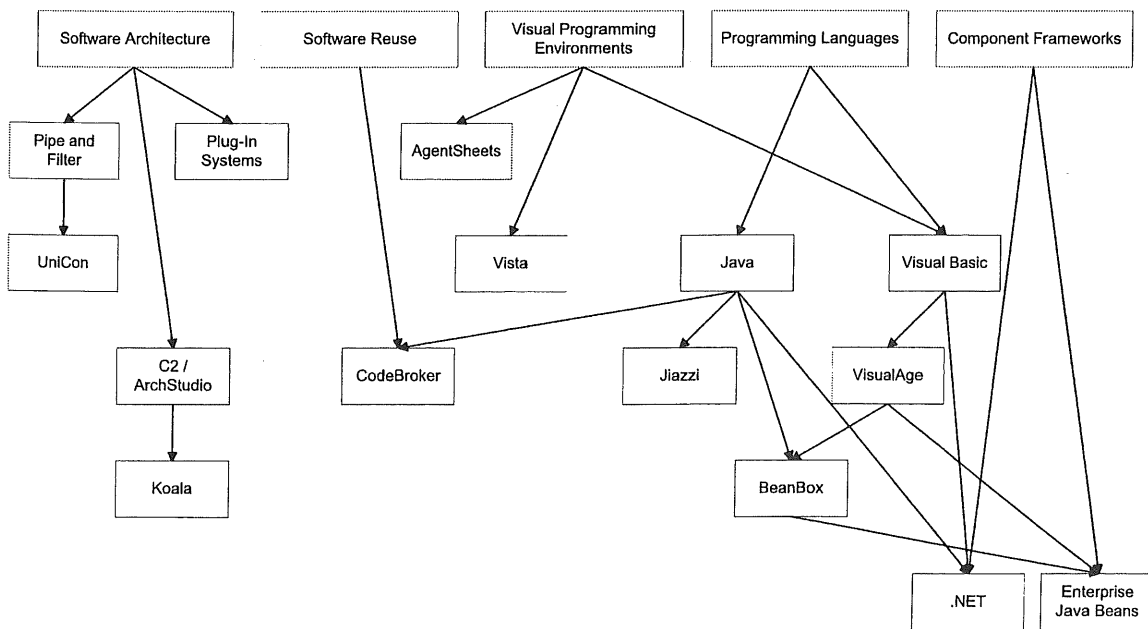 Software Architecture
Software Reuse
Visual Programming
Environments
Programming Languages
Component Frameworks
Pipe and
Filter
Plug-In
Systems
AgentSheets
UniCon
Vista
Java
Visual Basic
C2 /
ArchStudio
CodeBroker
Jiazzi
VisualAge
Koala
BeanBox
.NET
Enterprise
Java Beans